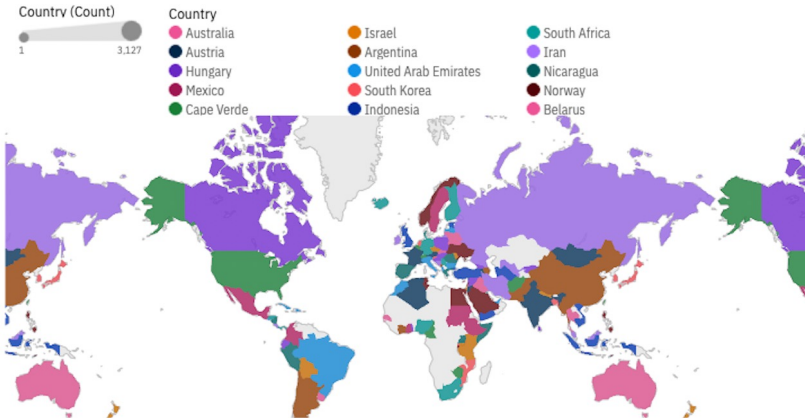 Country (Count)
1
3,127
Country
Australia
Austria
Hungary
Mexico
Cape Verde
Israel
Argentina
United Arab Emirates
South Korea
Indonesia
South Africa
Iran
Nicaragua
Norway
Belarus